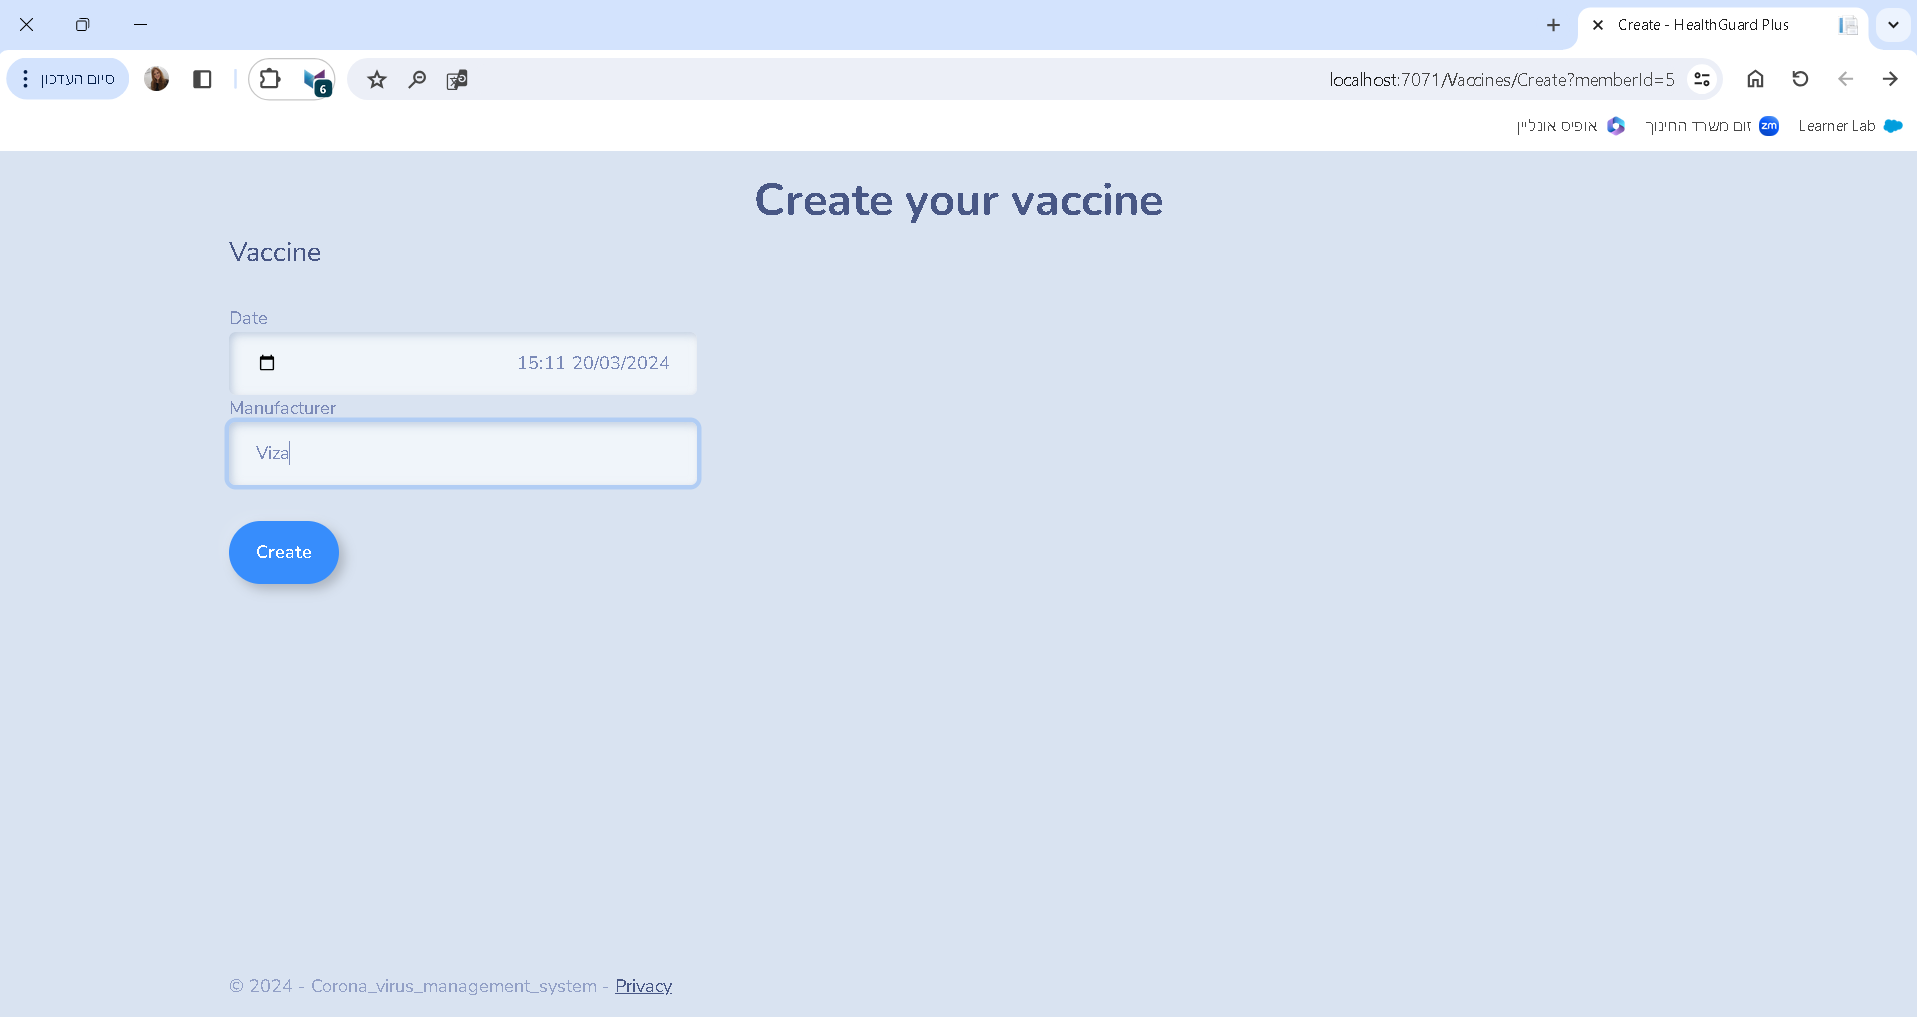 Create - HealthGuard Plus
סיום העדכון
6
localhost:7071/Vaccines/Create?memberId=5
Learner Lab
זום משרד החינוך
zm
אופיס אונליין
Create your vaccine
Vaccine
Date
15:11 20/03/2024
Manufacturer
Viza
Create
© 2024 - Corona_virus_management_system - Privacy